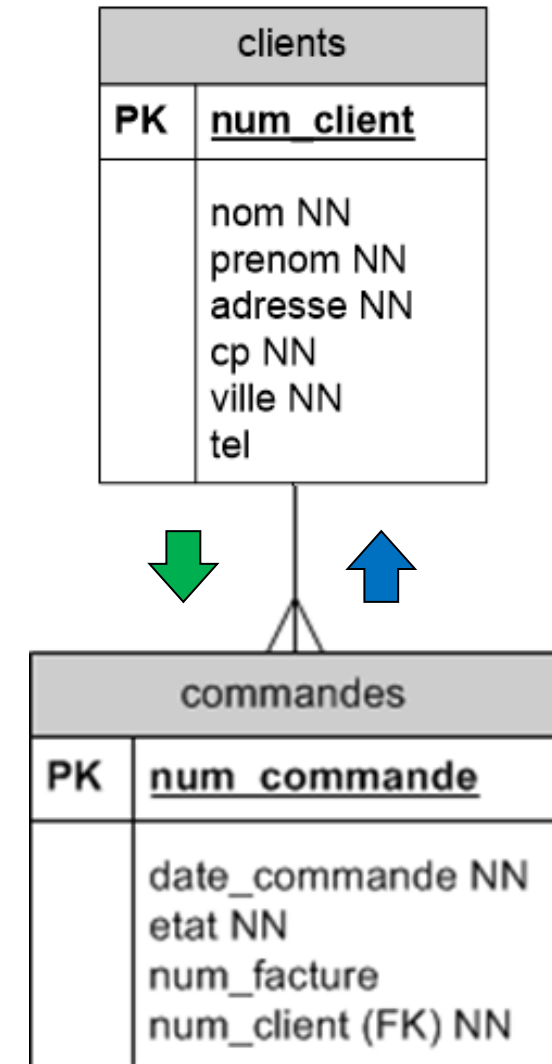 clients
PK num_client
nom NN
prenom NN
adresse NN
cp NN
ville NN
tel
commandes
PK num_commande
date_commande NN
etat NN
num_facture
num_client (FK) NN